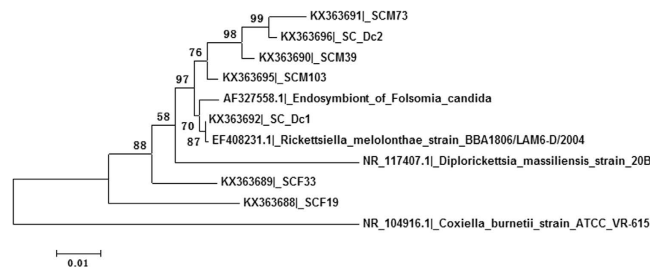 99
KX363691|_SCM73
98
KX363696|_SC_Dc2
76
KX363690|_SCM39
97
KX363695|_SCM103
AF327558.1|_Endosymbiont_of_Folsomia_candida
58
70
KX363692|_SC_Dc1
87
EF408231.1|_Rickettsiella_melolonthae_strain_BBA1806/LAM6-D/2004
88
NR_117407.1|_Diplorickettsia_massiliensis_strain_20B
KX363689|_SCF33
KX363688|_SCF19
NR_104916.1|_Coxiella_burnetii_strain_ATCC_VR-615
0.01